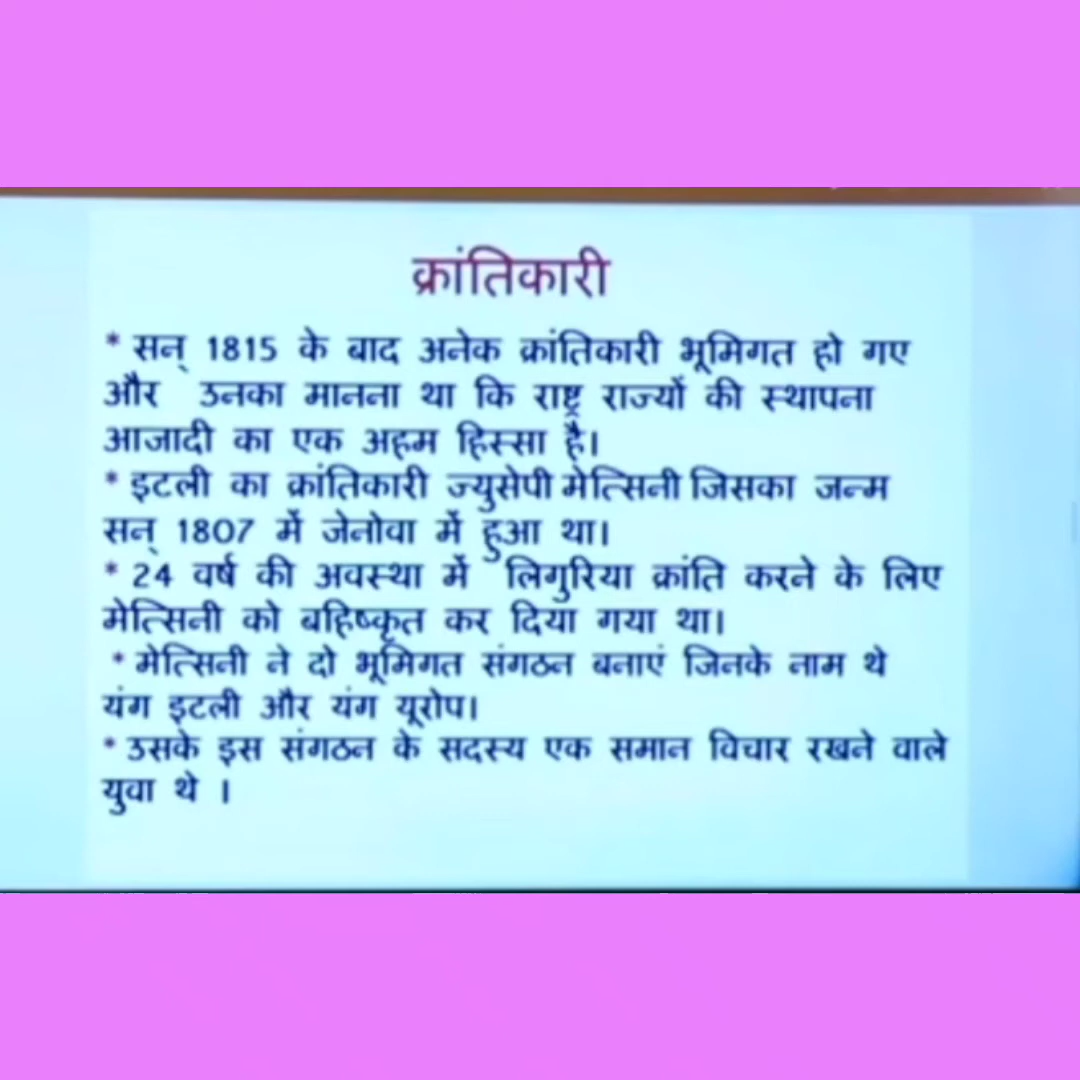 क्रांतिकारी
* सन् 1815 के बाद अनेक क्रांतिकारी भूमिगत हो गए
और उनका मानना था कि राष्ट्र राज्यों की स्थापना
आजादी का एक अहम हिस्सा है।
* इटली का क्रांतिकारी ज्युसेपी मेत्सिनी जिसका जन्म
सन् 1807 में जेनोवा में हुआ था।
* 24 वर्ष की अवस्था में लिगुरिया क्रांति करने के लिए
मेत्सिनी को बहिष्कृत कर दिया गया था।
* मेत्सिनी ने दो भूमिगत संगठन बनाएं जिनके नाम थे
यंग इटली और यंग यूरोप।
* उसके इस संगठन के सदस्य एक समान विचार रखने वाले
युवा थे ।